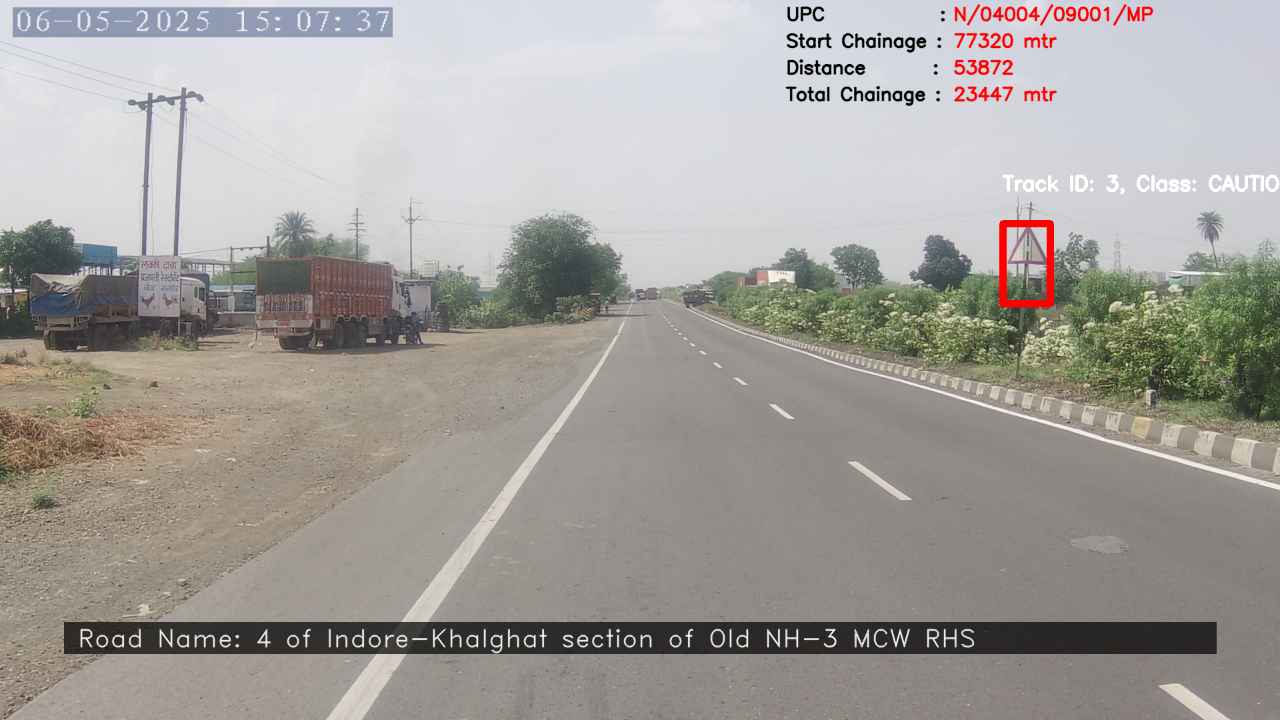 06-05-2025 15:07:37
UPC : N/04004/09001/MP
Start Chainage : 77320 mtr
Distance : 53872
Total Chainage : 23447 mtr
Track ID: 3, Class: CAUTIO
Road Name: 4 of Indore-Khalghat section of Old NH-3 MCW RHS